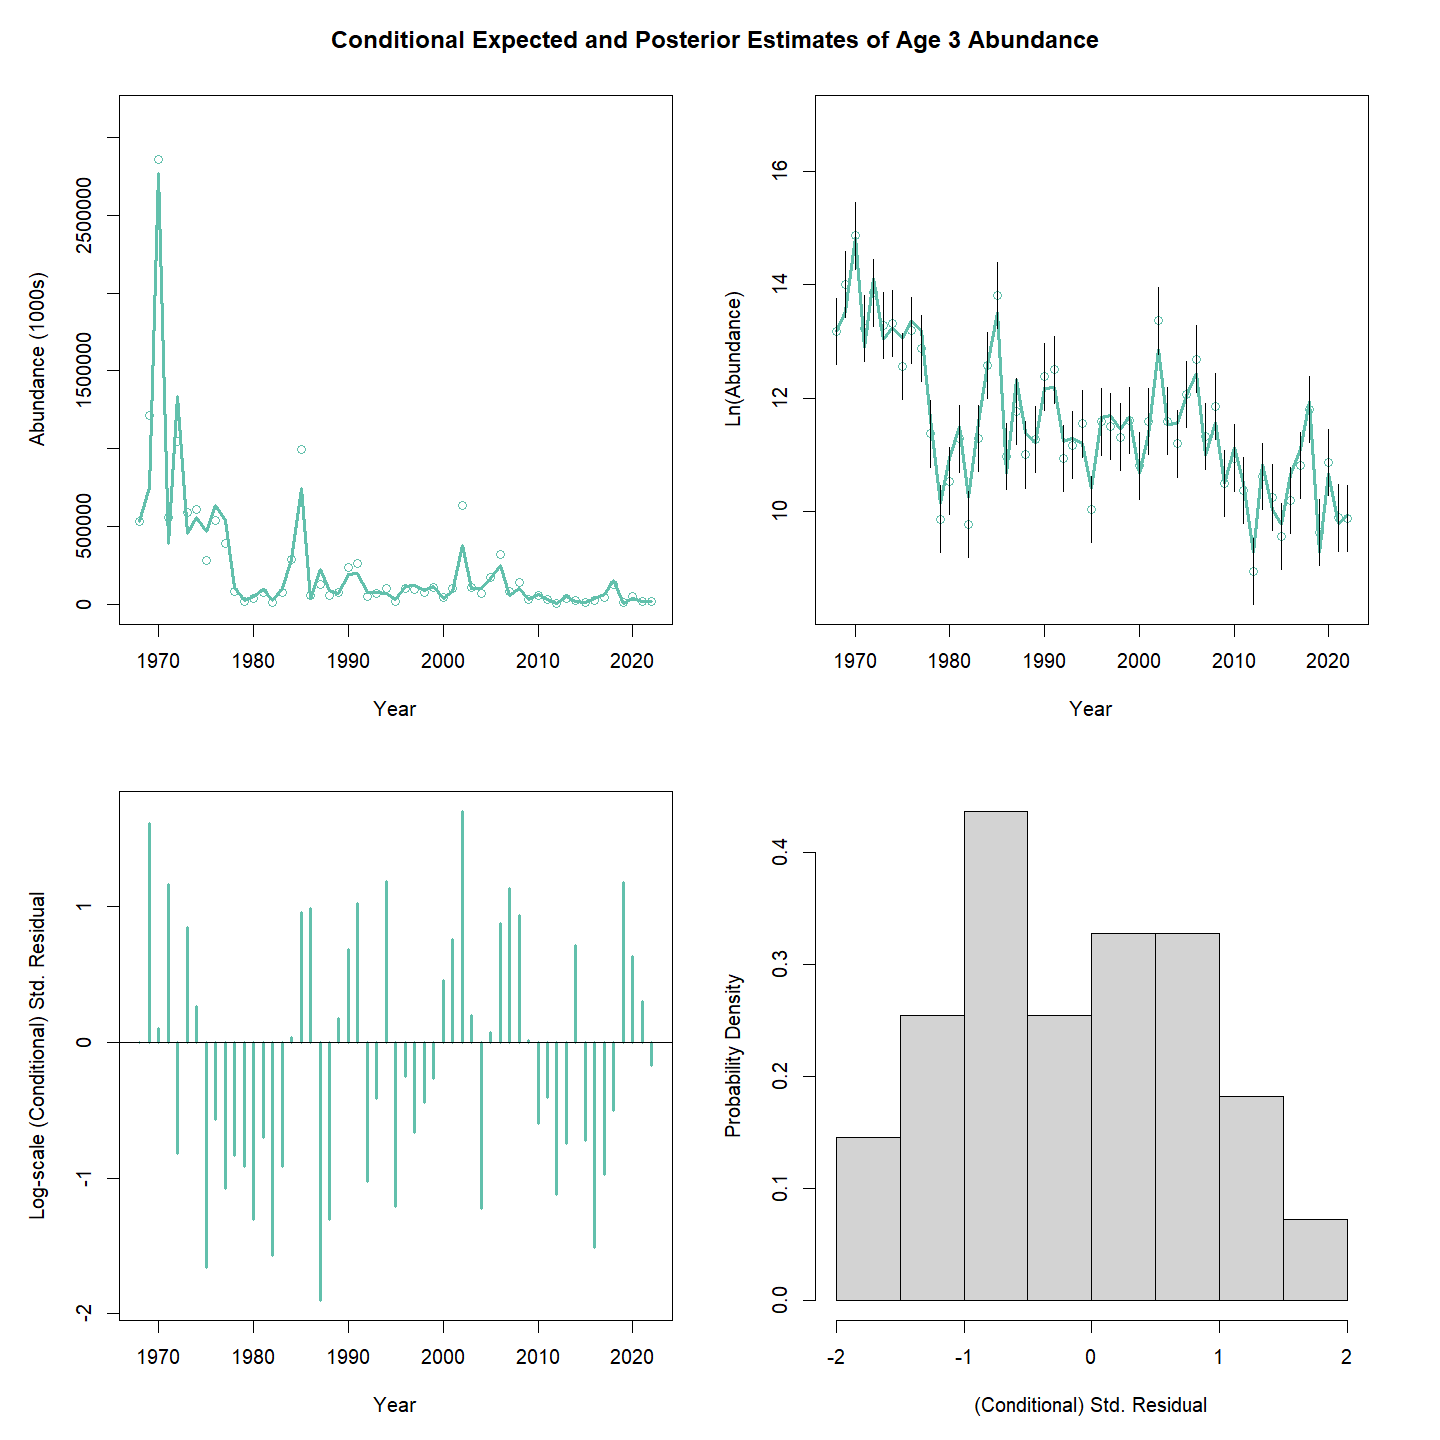 Conditional Expected and Posterior Estimates of Age 3 Abundance
Abundance (1000s)
0
500000
1500000
2500000
1970 1980 1990 2000 2010 2020
Year
Ln(Abundance)
10
12
14
16
1970 1980 1990 2000 2010 2020
Year
Log-scale (Conditional) Std. Residual
-2
-1
0
1
1970 1980 1990 2000 2010 2020
Year
Probability Density
0.0
0.1
0.2
0.3
0.4
-2 -1 0 1 2
(Conditional) Std. Residual